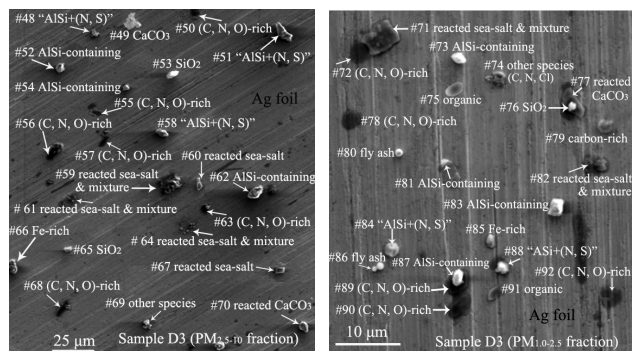 #48 “AlSi+(N, S)”
#49 CaCO3
#50 (C, N, O)-rich
#51 “AlSi+(N, S)”
#52 AlSi-containing
#53 SiO2
#54 AlSi-containing
Ag foil
#55 (C, N, O)-rich
#56 (C, N, O)-rich
#58 “AlSi+(N, S)”
#57 (C, N, O)-rich
#60 reacted sea-salt
#59 reacted sea-salt
& mixture
#62 AlSi-containing
# 61 reacted sea-salt & mixture
#63 (C, N, O)-rich
#66 Fe-rich
#65 SiO2
# 64 reacted sea-salt & mixture
#67 reacted sea-salt
#68 (C, N, O)-rich
#69 other species
#70 reacted CaCO3
25 μm
Sample D3 (PM2.5-10 fraction)
#71 reacted sea-salt & mixture
#73 AlSi-containing
#72 (C, N, O)-rich
#74 other species
(C, N, Cl)
#75 organic
#77 reacted
CaCO3
#76 SiO2
#78 (C, N, O)-rich
#79 carbon-rich
#80 fly ash
#81 AlSi-containing
#82 reacted sea-salt
& mixture
#83 AlSi-containing
#84 “AlSi+(N, S)”
#85 Fe-rich
#86 fly ash
#87 AlSi-containing
#88 “ASi+(N, S)”
#89 (C, N, O)-rich
#92 (C, N, O)-rich
#91 organic
#90 (C, N, O)-rich
Ag foil
10 μm
Sample D3 (PM1.0-2.5 fraction)